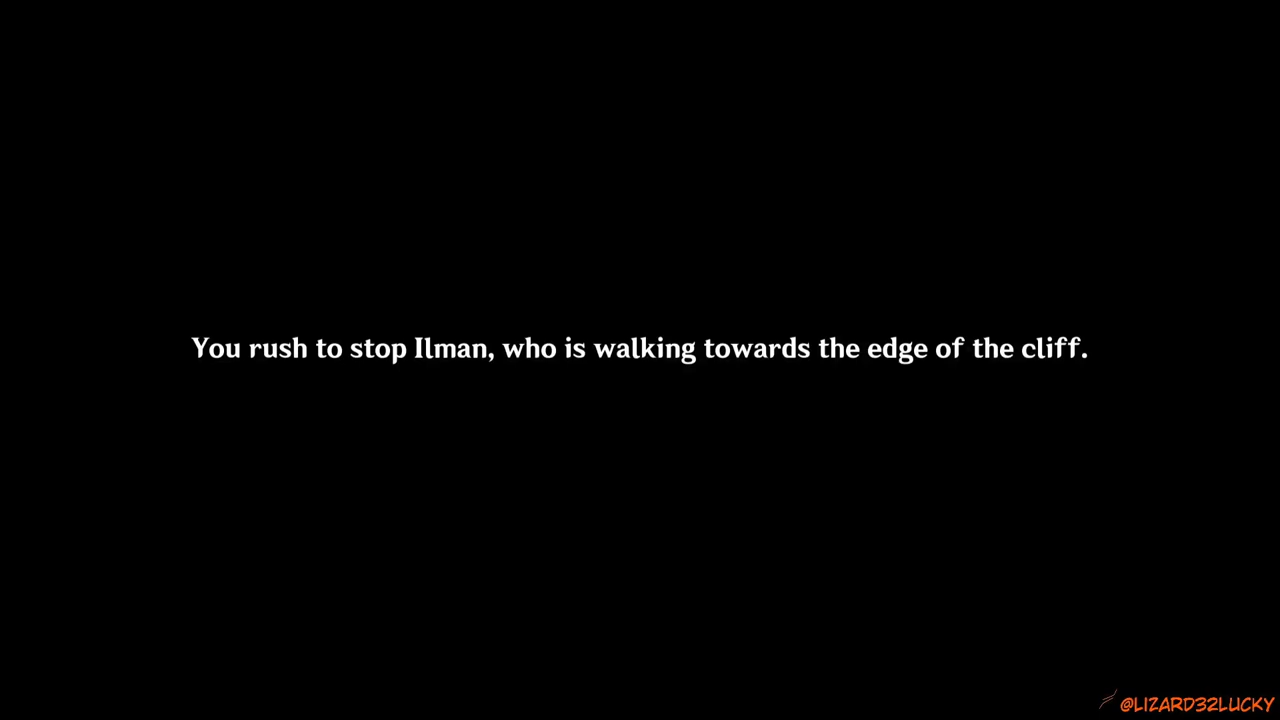 You rush to stop Ilman, who is walking towards the edge of the cliff.
@LIZARD32LUCKY